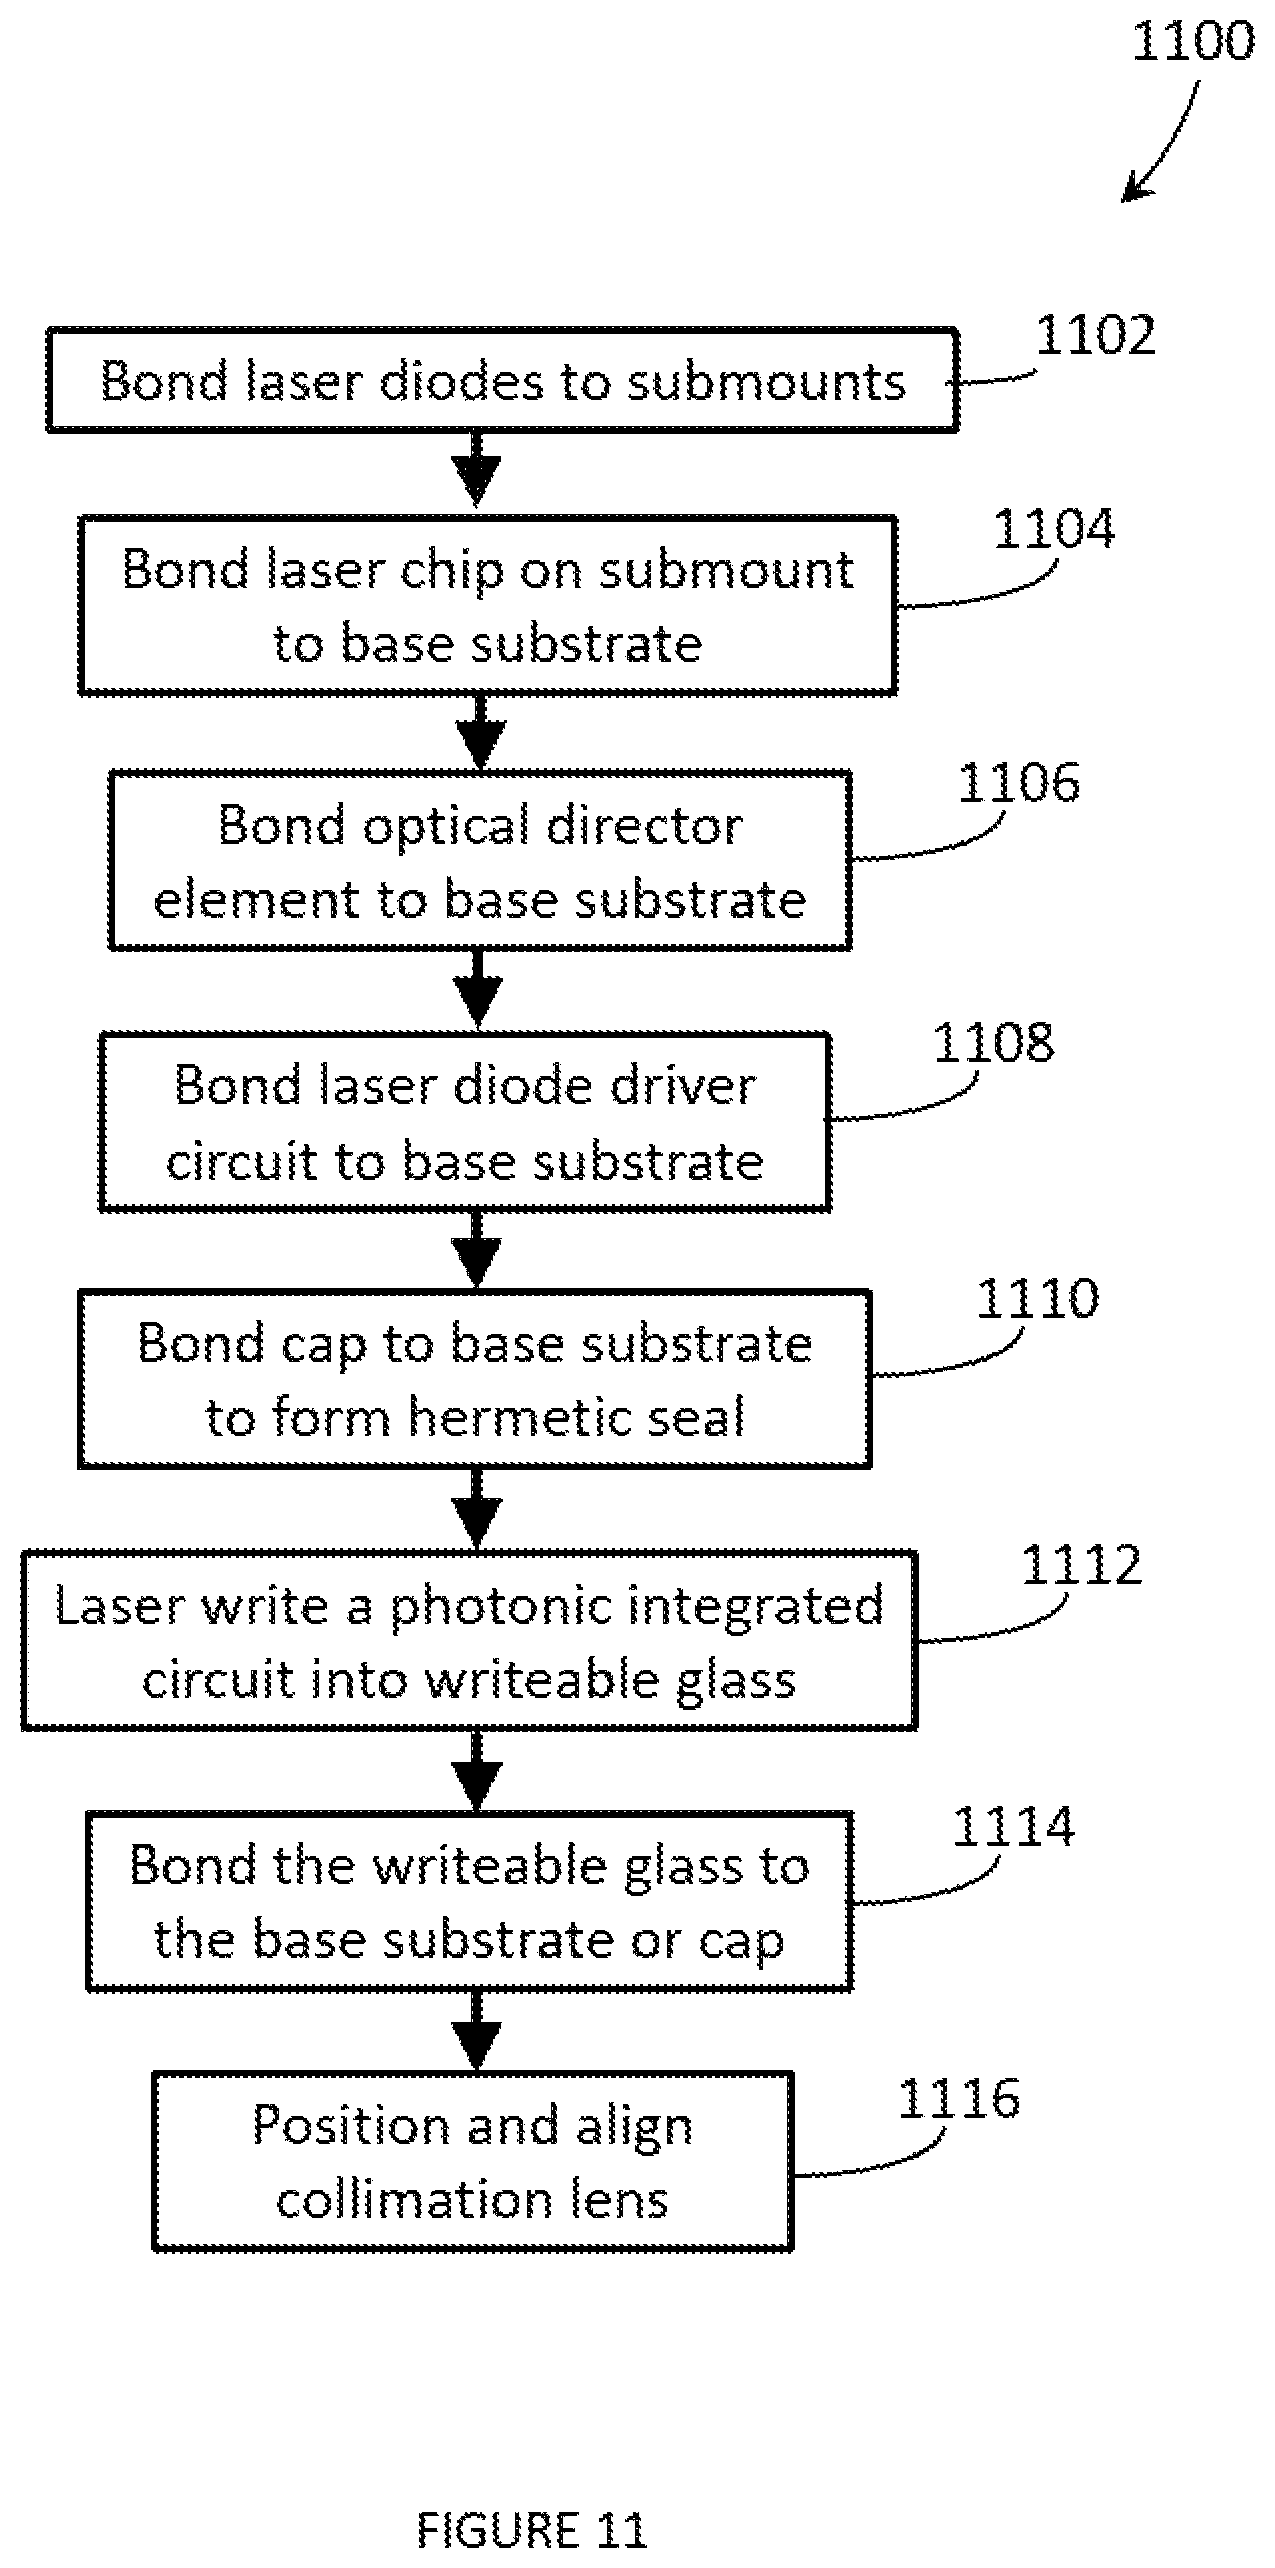 1100
Bond laser diodes to submounts
1102
Bond laser chip on submount
to base substrate
1104
Bond optical director
element to base substrate
1106
Bond laser diode driver
circuit to base substrate
1108
Bond cap to base substrate
to form hermetic seal
1110
Laser write a photonic integrated
circuit into writeable glass
1112
Bond the writeable glass to
the base substrate or cap
1114
Position and align
collimation lens
1116
FIGURE 11